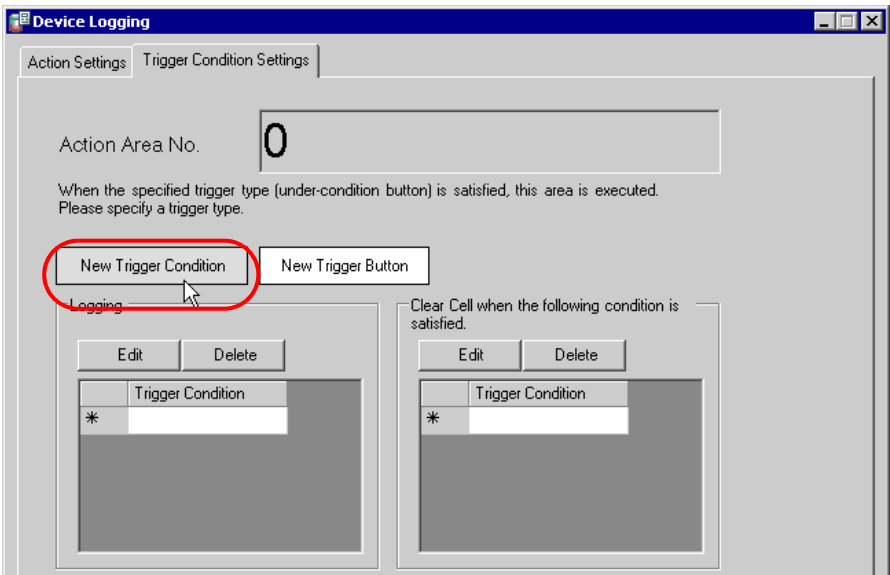 Device Logging
Action Settings Trigger Condition Settings
Action Area No. 0
When the specified trigger type (under-condition button) is satisfied, this area is executed.
Please specify a trigger type.
New Trigger Condition New Trigger Button
Logging
Edit Delete
Trigger Condition
*
Clear Cell when the following condition is
satisfied.
Edit Delete
Trigger Condition
*